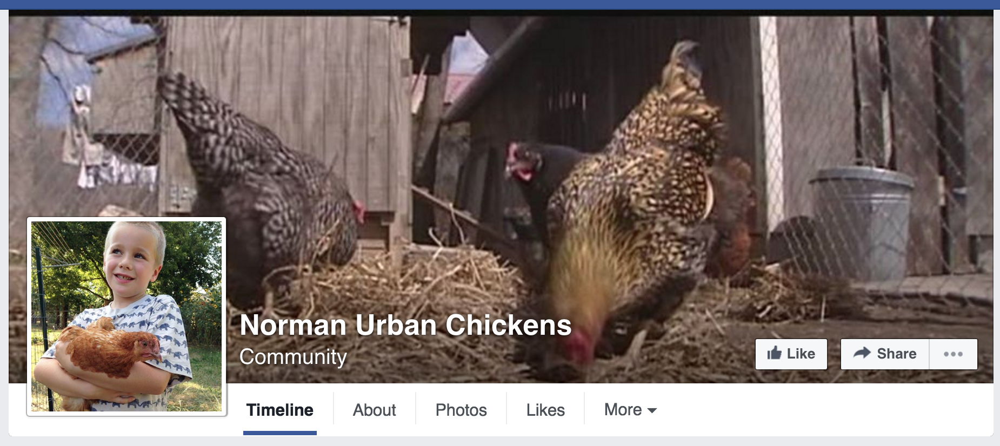 Norman Urban Chickens
Community
Like
Share
Timeline
About
Photos
Likes
More